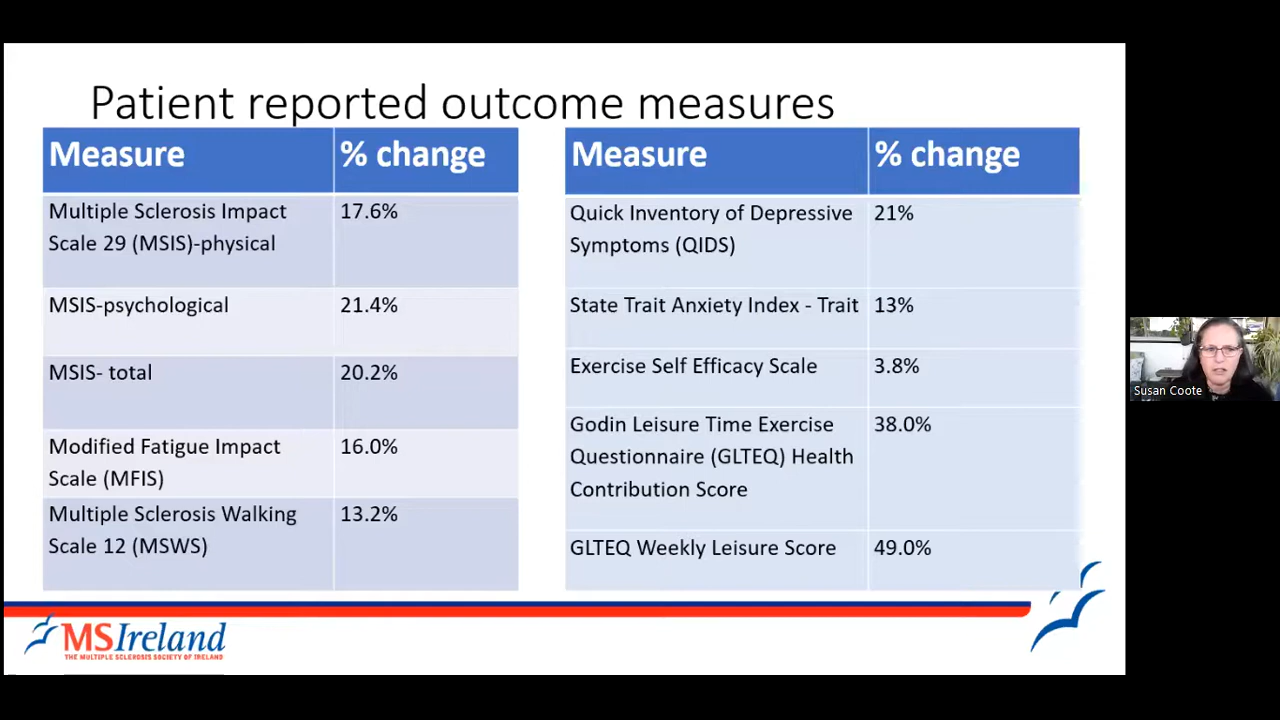 Patient reported outcome measures
Measure
% change
Multiple Sclerosis Impact
Scale 29 (MSIS)-physical
17.6%
MSIS-psychological
21.4%
MSIS- total
20.2%
Modified Fatigue Impact
Scale (MFIS)
16.0%
Multiple Sclerosis Walking
Scale 12 (MSWS)
13.2%
Measure
% change
Quick Inventory of Depressive
Symptoms (QIDS)
21%
State Trait Anxiety Index - Trait
13%
Exercise Self Efficacy Scale
3.8%
Godin Leisure Time Exercise
Questionnaire (GLTEQ) Health
Contribution Score
38.0%
GLTEQ Weekly Leisure Score
49.0%
MSIreland
THE MULTIPLE SCLEROSIS SOCIETY OF IRELAND
Susan Coote